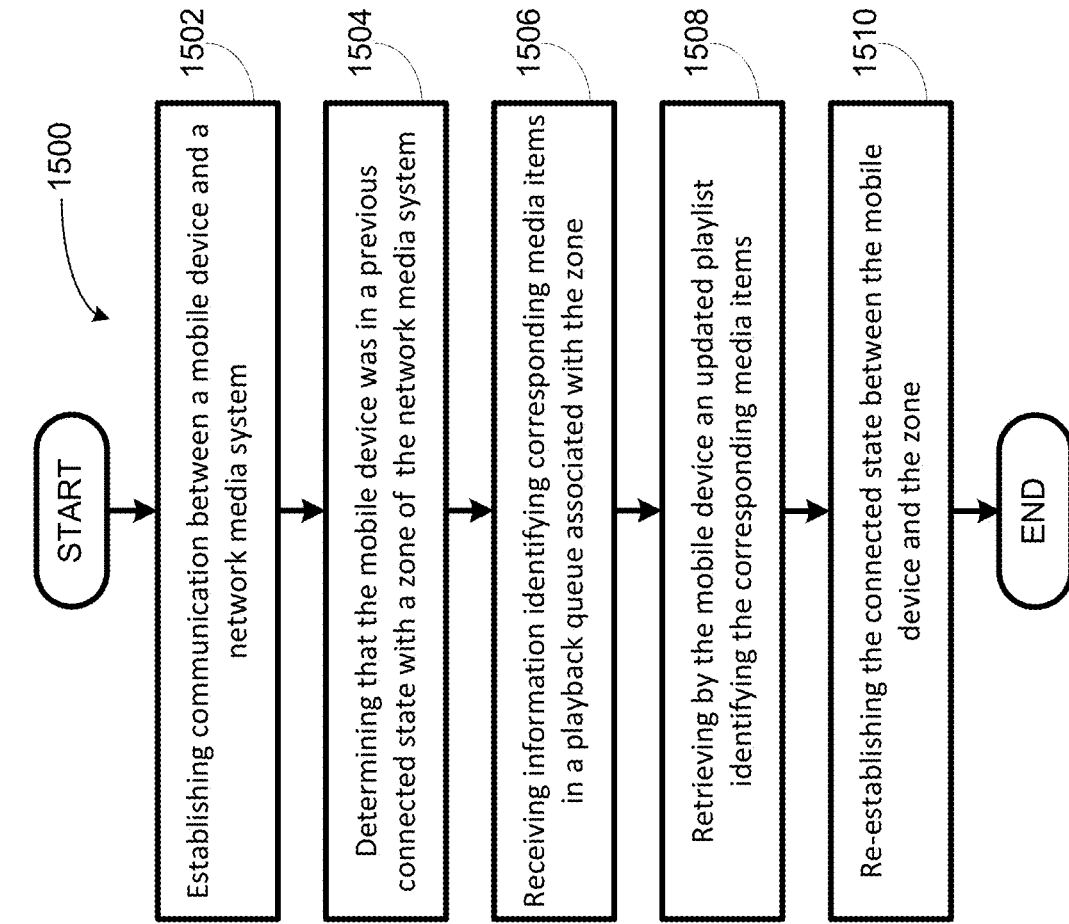 1500
START
Establishing communication between a mobile device and a
network media system
1502
Determining that the mobile device was in a previous
connected state with a zone of the network media system
1504
Receiving information identifying corresponding media items
in a playback queue associated with the zone
1506
Retrieving by the mobile device an updated playlist
identifying the corresponding media items
1508
Re-establishing the connected state between the mobile
device and the zone
1510
END